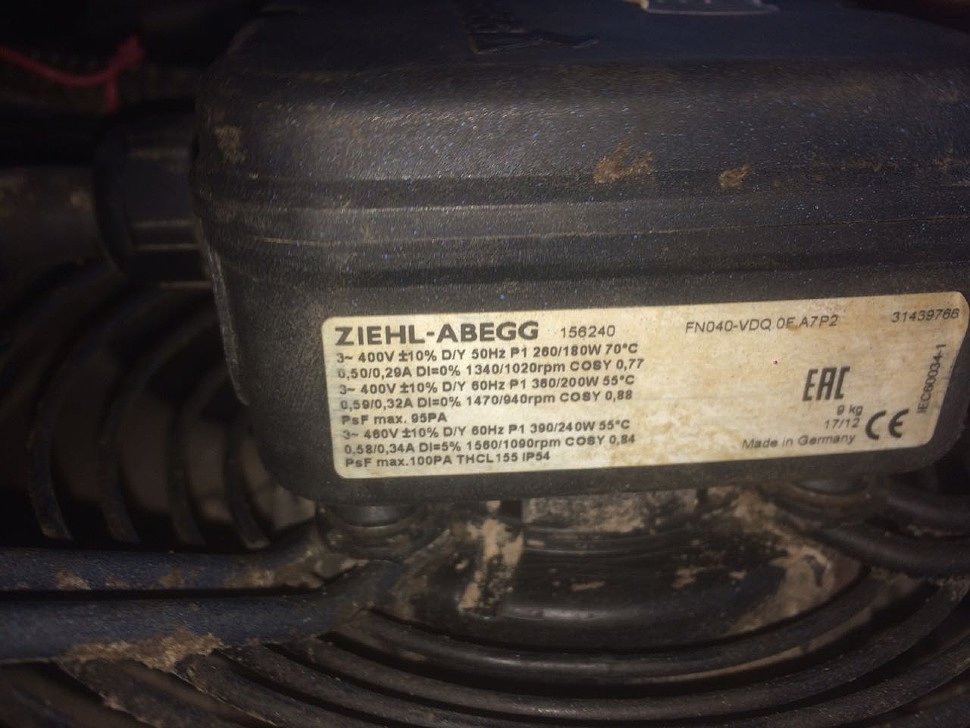 ZIEHL-ABEGG 156240 FN040-VDQ.0F.A7P2 31439766
3~ 400V ±10% D/Y 50Hz P1 260/180W 70°C
0,50/0,29A DI=0% 1340/1020rpm COSY 0,77
3~ 400V ±10% D/Y 60Hz P1 360/200W 55°C
0,59/0,32A DI=0% 1470/940rpm COSY 0,88
PsF max. 95PA
3~ 460V ±10% D/Y 60Hz P1 390/240W 55°C
0,58/0,34A DI=5% 1560/1090rpm COSY 0,84
PsF max.100PA THCL155 IP54
EAC
9 kg
17/12 CE
Made in Germany
IEC60034-1